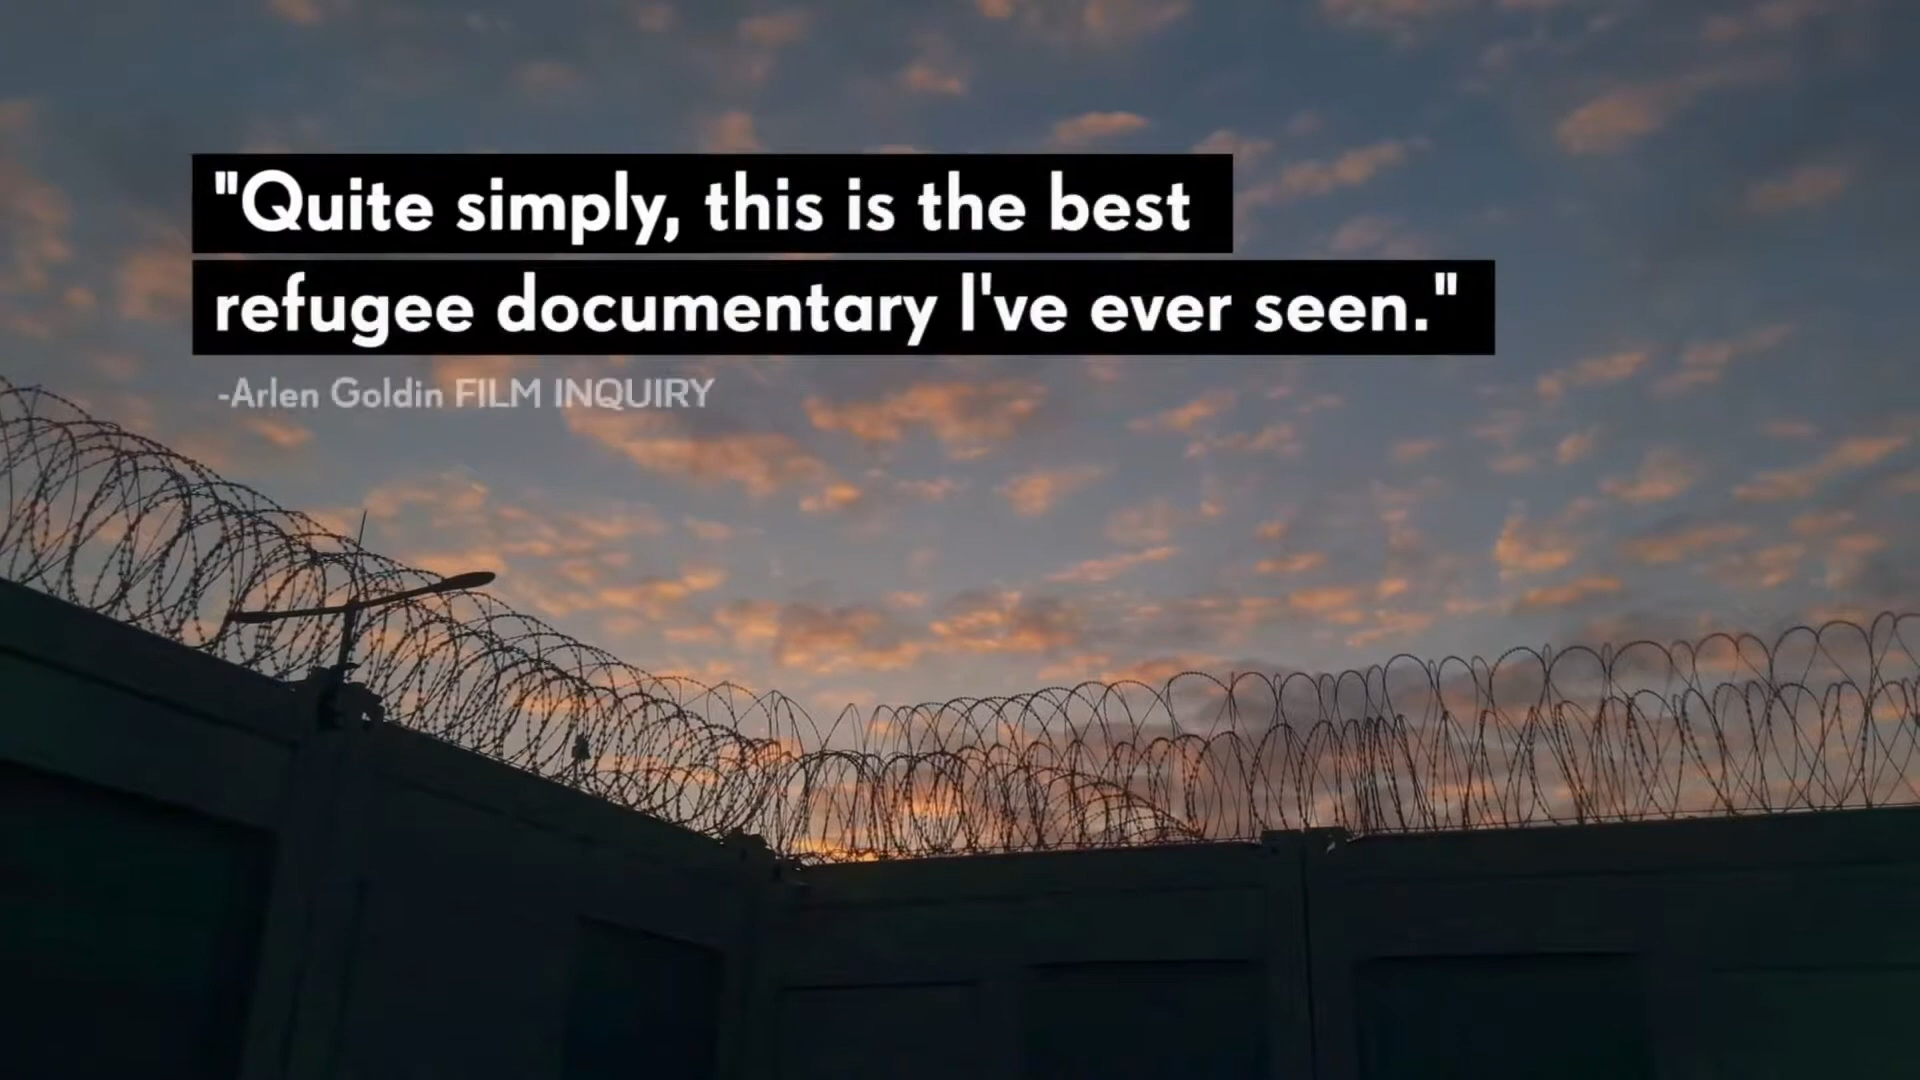 "Quite simply, this is the best
refugee documentary I've ever seen."
-Arlen Goldin FILM INQUIRY